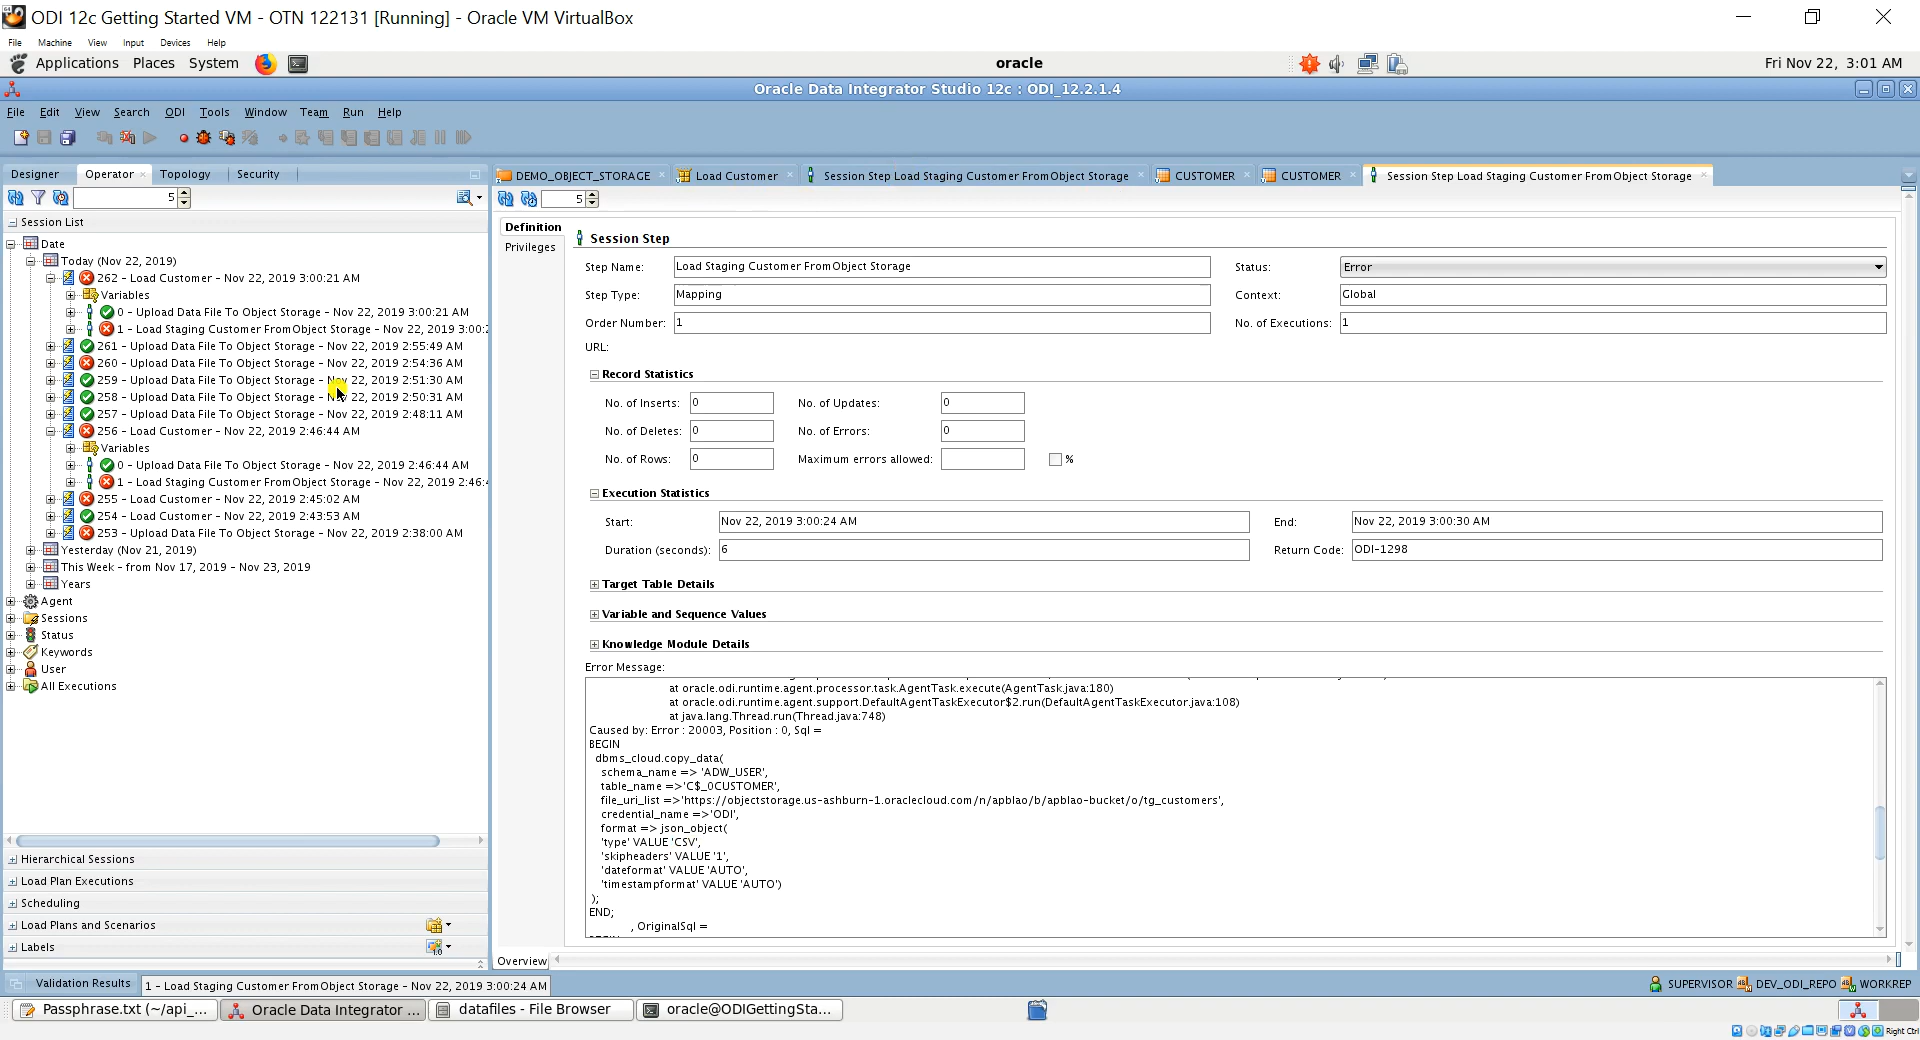 ODI 12c Getting Started VM - OTN 122131 [Running] - Oracle VM VirtualBox
File Machine View Input Devices Help
Applications Places System oracle Fri Nov 22, 3:01 AM
Oracle Data Integrator Studio 12c : ODI_12.2.1.4
File Edit View Search ODI Tools Window Team Run Help
Designer Operator Topology Security
DEMO_OBJECT_STORAGE Load Customer Session Step Load Staging Customer FromObject Storage CUSTOMER CUSTOMER Session Step Load Staging Customer FromObject Storage
5
5
Session List
Date
Today (Nov 22, 2019)
262 - Load Customer - Nov 22, 2019 3:00:21 AM
Variables
0 - Upload Data File To Object Storage - Nov 22, 2019 3:00:21 AM
1 - Load Staging Customer FromObject Storage - Nov 22, 2019 3:00:2
261 - Upload Data File To Object Storage - Nov 22, 2019 2:55:49 AM
260 - Upload Data File To Object Storage - Nov 22, 2019 2:54:36 AM
259 - Upload Data File To Object Storage - Nov 22, 2019 2:51:30 AM
258 - Upload Data File To Object Storage - Nov 22, 2019 2:50:31 AM
257 - Upload Data File To Object Storage - Nov 22, 2019 2:48:11 AM
256 - Load Customer - Nov 22, 2019 2:46:44 AM
Variables
0 - Upload Data File To Object Storage - Nov 22, 2019 2:46:44 AM
1 - Load Staging Customer FromObject Storage - Nov 22, 2019 2:46:
255 - Load Customer - Nov 22, 2019 2:45:02 AM
254 - Load Customer - Nov 22, 2019 2:43:53 AM
253 - Upload Data File To Object Storage - Nov 22, 2019 2:38:00 AM
Yesterday (Nov 21, 2019)
This Week - from Nov 17, 2019 - Nov 23, 2019
Years
Agent
Sessions
Status
Keywords
User
All Executions
Hierarchical Sessions
Load Plan Executions
Scheduling
Load Plans and Scenarios
Labels
Definition
Privileges
Session Step
Step Name: Load Staging Customer FromObject Storage Status: Error
Step Type: Mapping Context: Global
Order Number: 1 No. of Executions: 1
URL:
Record Statistics
No. of Inserts: 0 No. of Updates: 0
No. of Deletes: 0 No. of Errors: 0
No. of Rows: 0 Maximum errors allowed: %
Execution Statistics
Start: Nov 22, 2019 3:00:24 AM End: Nov 22, 2019 3:00:30 AM
Duration (seconds): 6 Return Code: ODI-1298
Target Table Details
Variable and Sequence Values
Knowledge Module Details
Error Message:
at oracle.odi.runtime.agent.processor.task.AgentTask.execute(AgentTask.java:180)
at oracle.odi.runtime.agent.support.DefaultAgentTaskExecutor$2.run(DefaultAgentTaskExecutor.java:108)
at java.lang.Thread.run(Thread.java:748)
Caused by: Error : 20003, Position : 0, Sql =
BEGIN
dbms_cloud.copy_data(
schema_name => 'ADW_USER',
table_name =>'C$_0CUSTOMER',
file_uri_list =>'https://objectstorage.us-ashburn-1.oraclecloud.com/n/apblao/b/apblao-bucket/o/tg_customers',
credential_name =>'ODI',
format => json_object(
'type' VALUE 'CSV',
'skipheaders' VALUE '1',
'dateformat' VALUE 'AUTO',
'timestampformat' VALUE 'AUTO')
);
END;
, OriginalSql =
Overview
Validation Results 1 - Load Staging Customer FromObject Storage - Nov 22, 2019 3:00:24 AM SUPERVISOR DEV_ODI_REPO WORKREP
Passphrase.txt (~/api_... Oracle Data Integrator ... datafiles - File Browser oracle@ODIGettingSta...
Right Ctrl